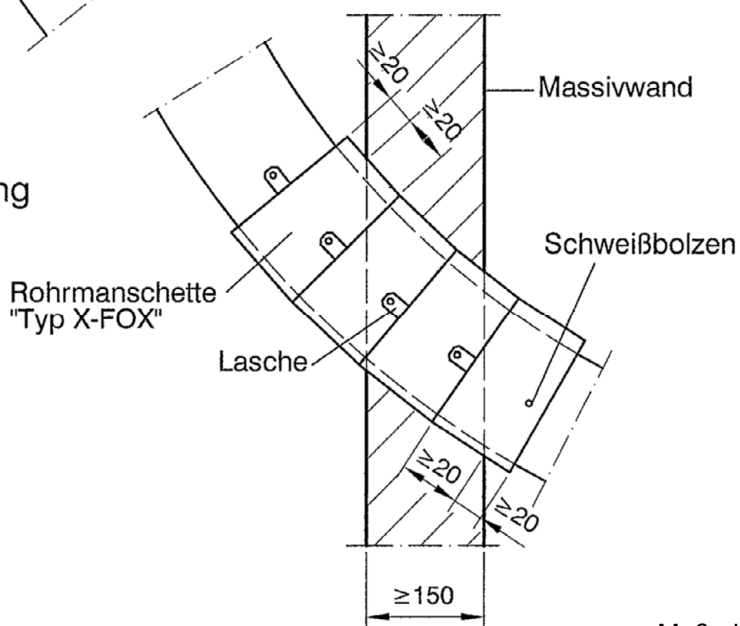 ≥20
≥20
Massivwand
ng
Schweißbolzen
Rohrmanschette
"Typ X-FOX"
Lasche
≥20
≥20
≥150